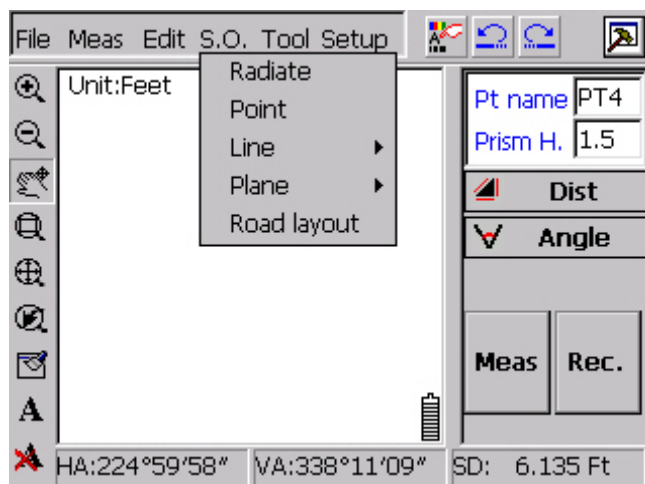 File Meas Edit S.O. Tool Setup
Unit:Feet
Radiate
Point
Line
Plane
Road layout
Pt name PT4
Prism H. 1.5
Dist
Angle
Meas Rec.
A
A
HA:224°59'58" VA:338°11'09" SD: 6.135 Ft